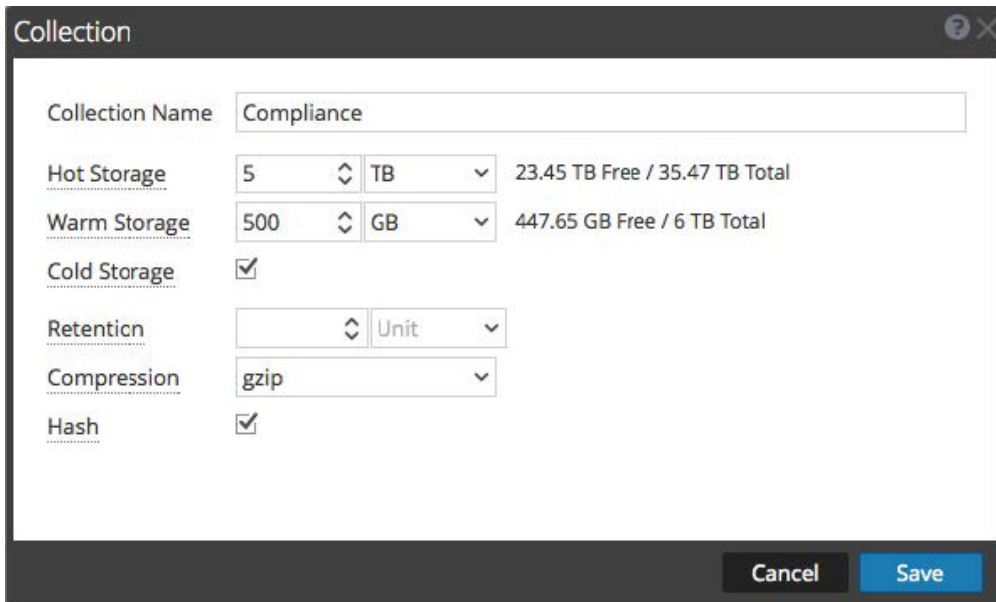 Collection
Collection Name Compliance
Hot Storage 5 TB 23.45 TB Free / 35.47 TB Total
Warm Storage 500 GB 447.65 GB Free / 6 TB Total
Cold Storage
Retention Unit
Compression gzip
Hash
Cancel Save